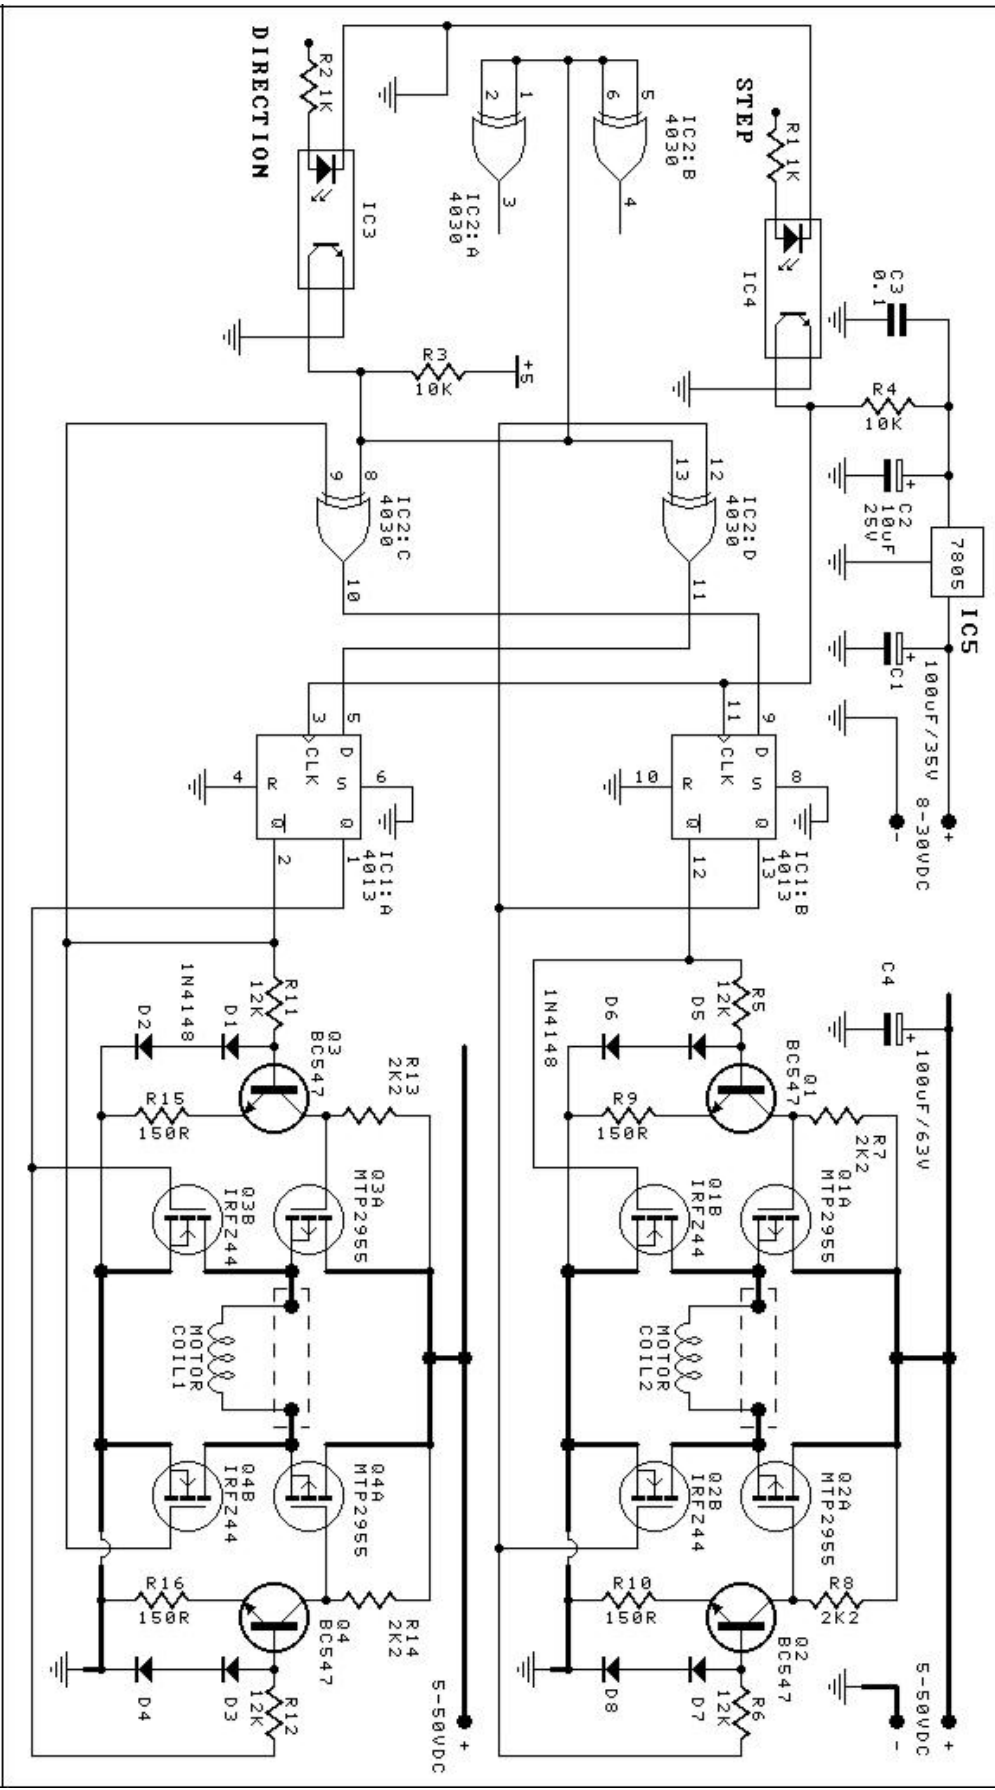 DIRECTION
R2 1K
IC3
2
1
3
IC2:A
4030
6
5
4
IC2:B
4030
STEP
R1 1K
IC4
C3
0.1
R3
10K
+5
R4
10K
C2
10uF
25V
+
7805
IC5
C1
+
100uF/35V
8-30VDC
+
-
9
8
10
IC2:C
4030
13
12
11
IC2:D
4030
3
5
CLK
D
4
R
S
6
Q
Q
2
1
IC1:A
4013
11
9
CLK
D
10
R
S
8
Q
Q
12
13
IC1:B
4013
R11
12K
1N4148
D2
D1
Q3
BC547
R13
2K2
R15
150R
Q3B
IRFZ44
Q3A
MTP2955
MOTOR
COIL1
Q4B
IRFZ44
Q4A
MTP2955
R16
150R
Q4
BC547
R14
2K2
D4
D3
R12
12K
5-50VDC
+
R5
12K
1N4148
D6
D5
Q1
BC547
R7
2K2
R9
150R
C4
+
100uF/63V
Q1B
IRFZ44
Q1A
MTP2955
MOTOR
COIL2
Q2B
IRFZ44
Q2A
MTP2955
R10
150R
R8
2K2
Q2
BC547
D8
D7
R6
12K
5-50VDC
+
-